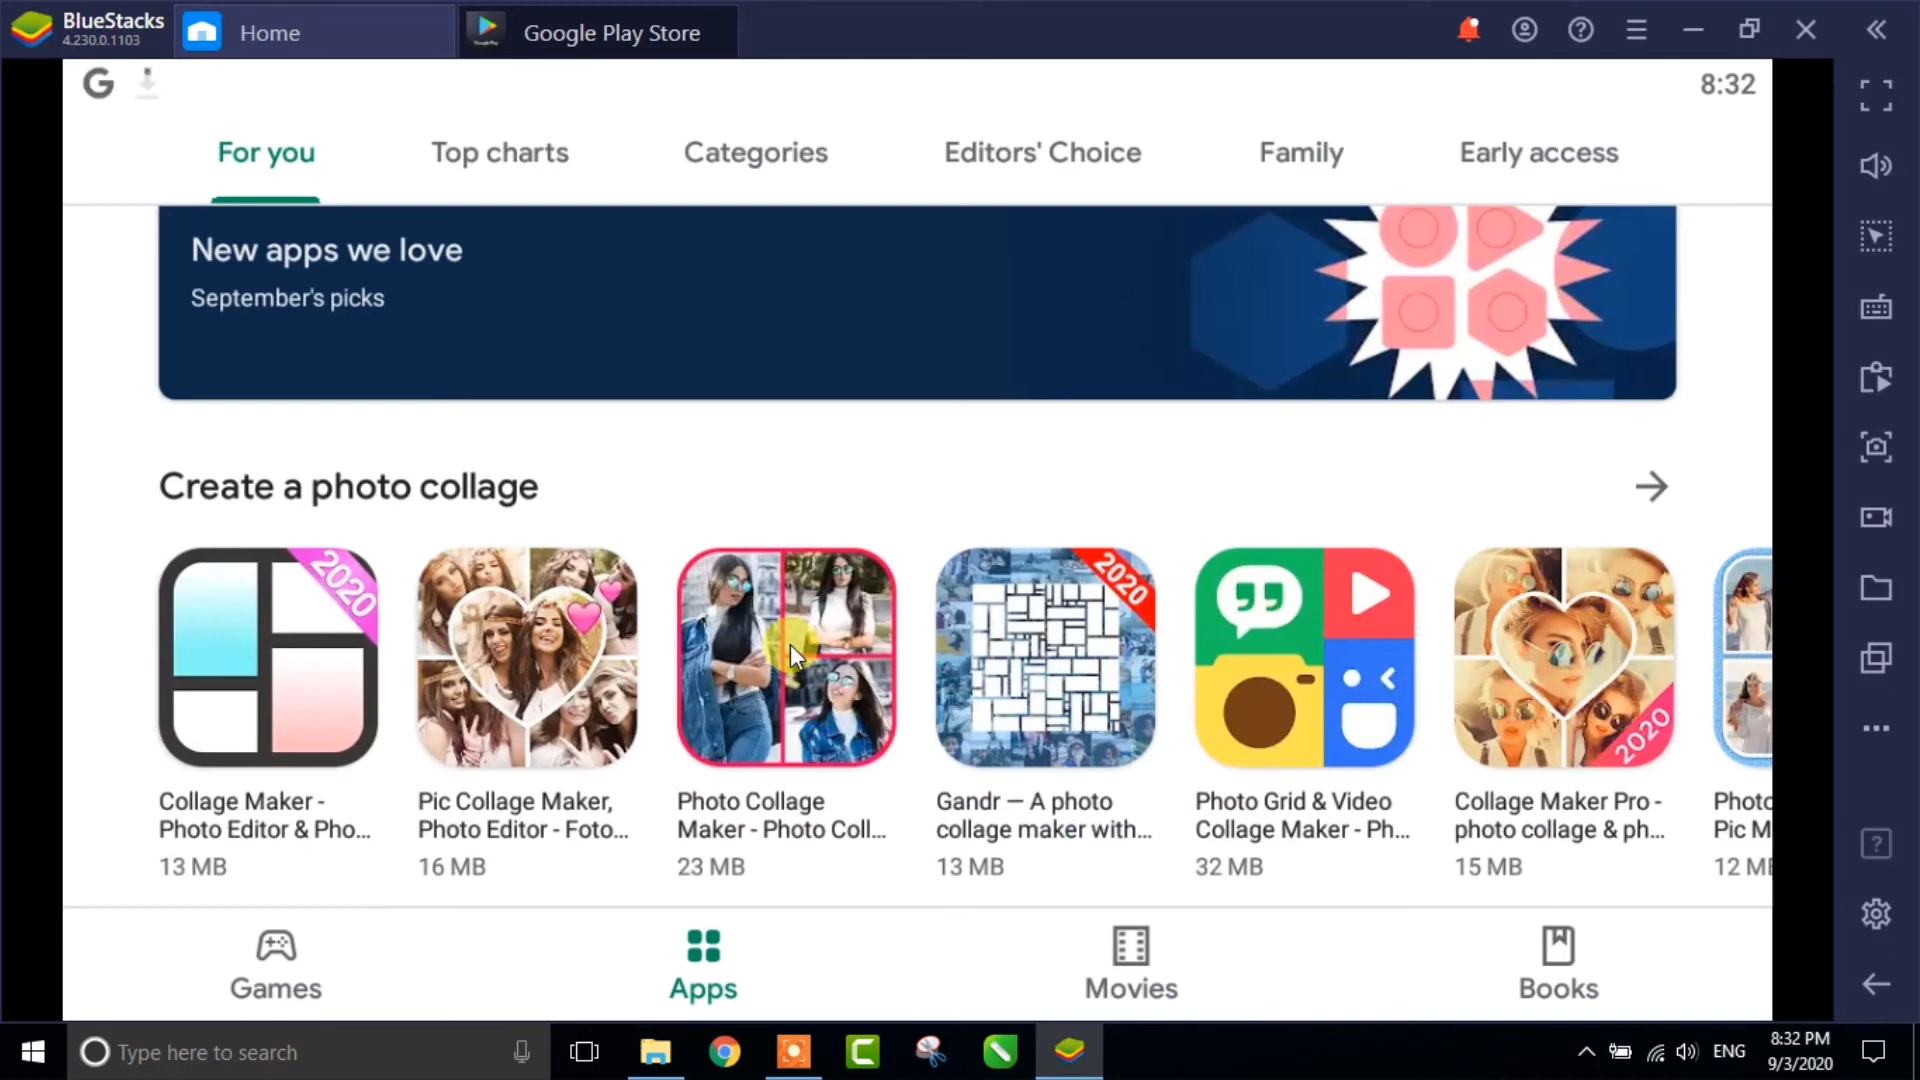 BlueStacks
4.230.0.1103
Home
Google Play Store
8:32
For you
Top charts
Categories
Editors' Choice
Family
Early access
New apps we love
September's picks
Create a photo collage
2020
2020
2020
Collage Maker -
Photo Editor & Pho...
13 MB
Pic Collage Maker,
Photo Editor - Foto...
16 MB
Photo Collage
Maker - Photo Coll...
23 MB
Gandr — A photo
collage maker with...
13 MB
Photo Grid & Video
Collage Maker - Ph...
32 MB
Collage Maker Pro -
photo collage & ph...
15 MB
Photo
Pic M
12 MB
Games
Apps
Movies
Books
Type here to search
ENG
8:32 PM
9/3/2020